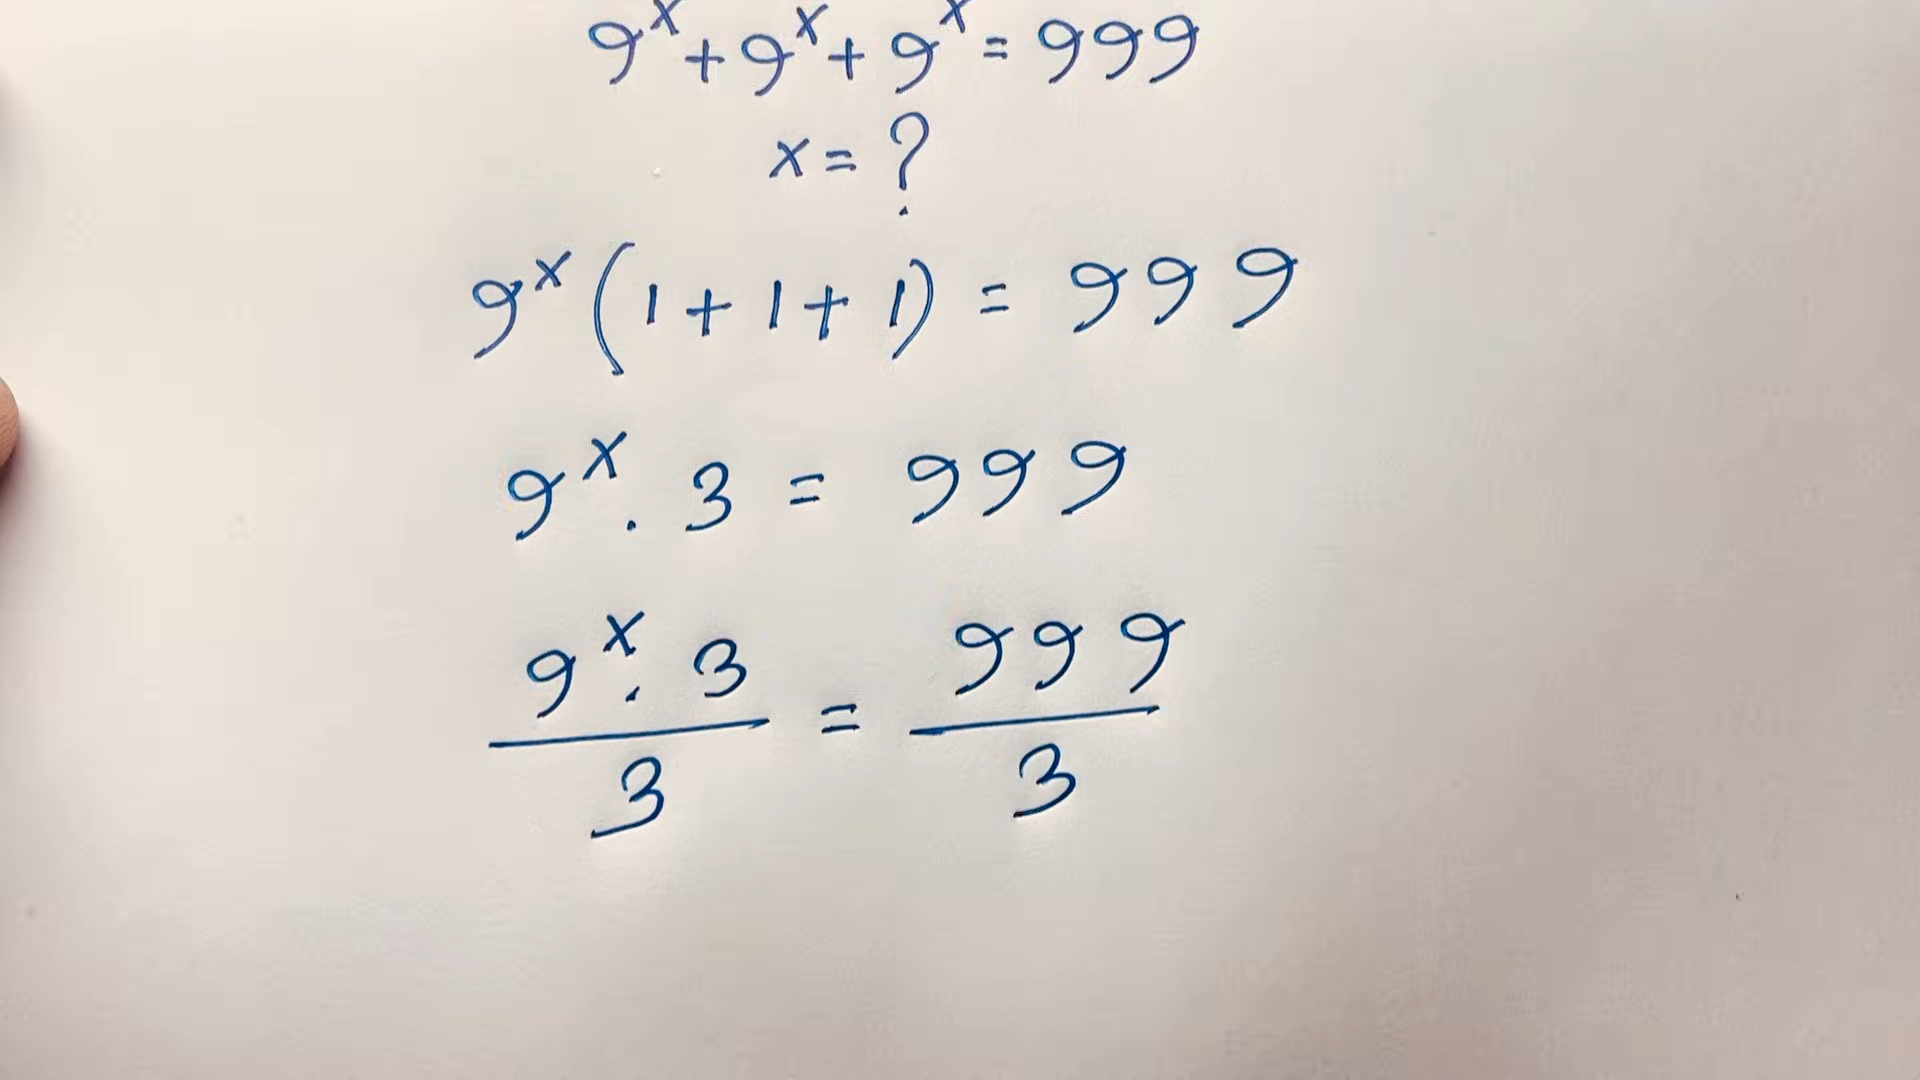 9^x + 9^x + 9^x = 999
x = ?
9^x (1 + 1 + 1) = 999
9^x . 3 = 999
9^x . 3 / 3 = 999 / 3